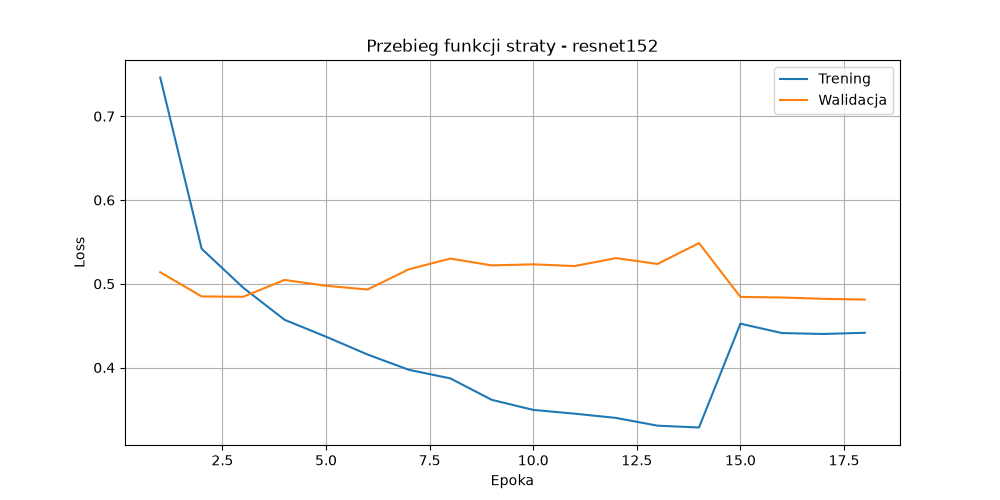 Przebieg funkcji straty - resnet152
Trening
Walidacja
0.7
0.6
0.5
0.4
Loss
2.5 5.0 7.5 10.0 12.5 15.0 17.5
Epoka